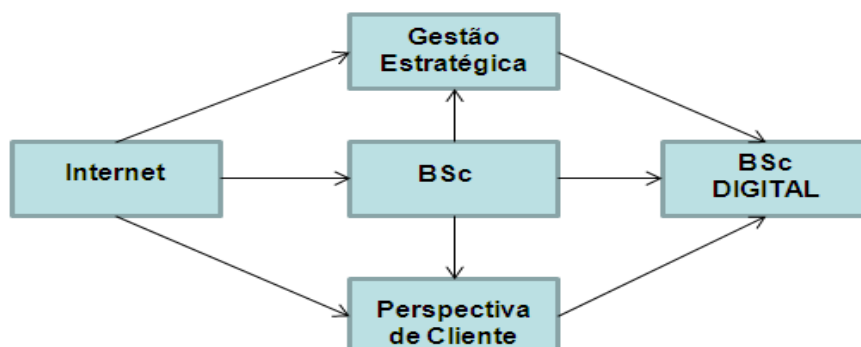 Gestão
Estratégica
Internet
BSc
BSc
DIGITAL
Perspectiva
de Cliente